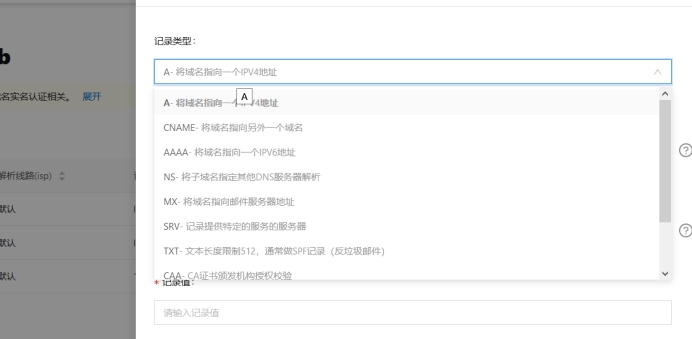 记录类型：
b
A- 将域名指向一个IPV4地址
名实名认证相关。 展开
A
A- 将域名指向一个IPV4地址
CNAME- 将域名指向另外一个域名
AAAA- 将域名指向一个IPV6地址
解析线路(isp)
NS- 将子域名指定其他DNS服务器解析
MX- 将域名指向邮件服务器地址
默认
SRV- 记录提供特定的服务的服务器
默认
TXT- 文本长度限制512，通常做SPF记录（反垃圾邮件）
默认
CAA- CA证书颁发机构授权校验
* 记录值：
请输入记录值